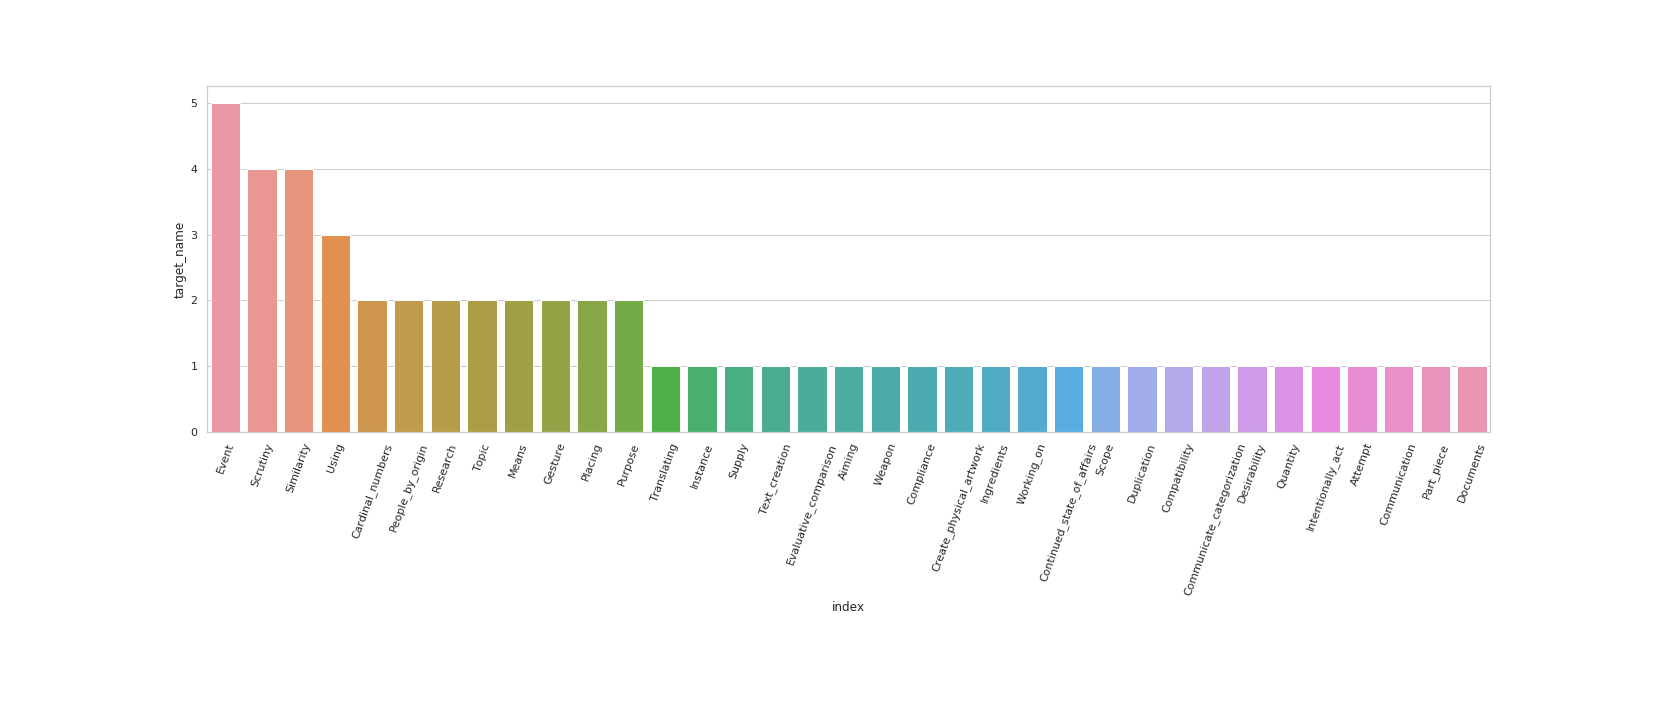 5
4
3
2
1
0
target_name
Event
Scrutiny
Similarity
Using
Cardinal_numbers
People_by_origin
Research
Topic
Means
Gesture
Placing
Purpose
Translating
Instance
Supply
Text_creation
Evaluative_comparison
Aiming
Weapon
Compliance
Create_physical_artwork
Ingredients
Working_on
Continued_state_of_affairs
Scope
Duplication
Compatibility
Communicate_categorization
Desirability
Quantity
Intentionally_act
Attempt
Communication
Part_piece
Documents
index